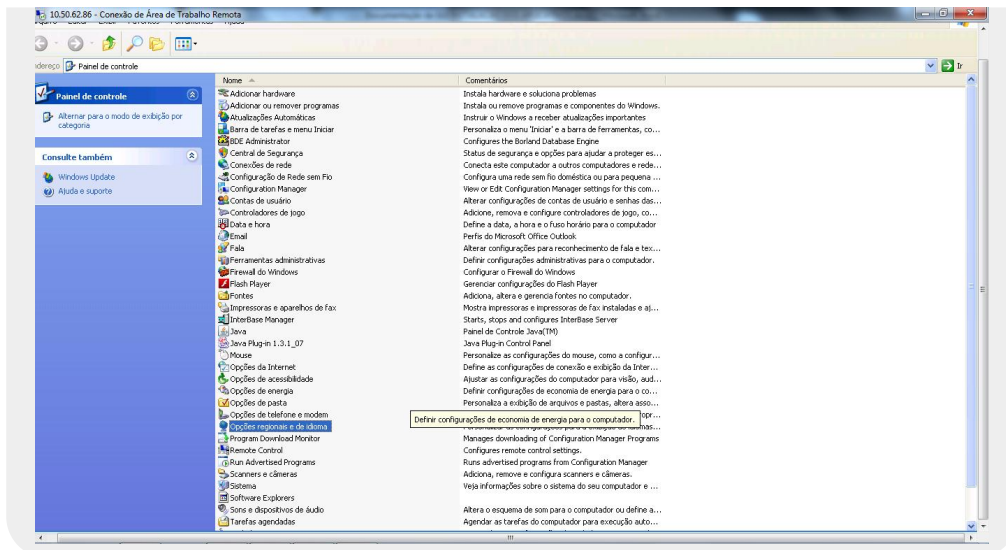 10.50.62.86 - Conexão de Área de Trabalho Remota
Painel de controle
Ir
Nome
Comentários
Painel de controle
Alternar para o modo de exibição por
categoria
Consulte também
Windows Update
Ajuda e suporte
Adicionar hardware Instala hardware e soluciona problemas
Adicionar ou remover programas Instala ou remove programas e componentes do Windows.
Atualizações Automáticas Instruir o Windows a receber atualizações importantes
Barra de tarefas e menu Iniciar Personaliza o menu 'Iniciar' e a barra de ferramentas, co...
BDE Administrator Configures the Borland Database Engine
Central de Segurança Status de segurança e opções para ajudar a proteger es...
Conexões de rede Conecta este computador a outros computadores e rede...
Configuração de Rede sem Fio Configura uma rede sem fio doméstica ou para pequena ...
Configuration Manager View or Edit Configuration Manager settings for this com...
Contas de usuário Alterar configurações de contas de usuário e senhas das...
Controladores de jogo Adicione, remova e configure controladores de jogo, co...
Data e hora Define a data, a hora e o fuso horário para o computador
Email Perfis do Microsoft Office Outlook
Fala Alterar configurações para reconhecimento de fala e tex...
Ferramentas administrativas Definir configurações administrativas para o computador.
Firewall do Windows Configurar o Firewall do Windows
Flash Player Gerenciar configurações do Flash Player
Fontes Adiciona, altera e gerencia fontes no computador.
Impressoras e aparelhos de fax Mostra impressoras e impressoras de fax instaladas e aj...
InterBase Manager Starts, stops and configures InterBase Server
Java Painel de Controle Java(TM)
Java Plug-in 1.3.1_07 Java Plug-in Control Panel
Mouse Personalize as configurações do mouse, como a configur...
Opções da Internet Define as configurações de conexão e exibição da Inter...
Opções de acessibilidade Ajustar as configurações do computador para visão, aud...
Opções de energia Definir configurações de economia de energia para o co...
Opções de pasta Personaliza a exibição de arquivos e pastas, altera asso...
Opções de telefone e modem
Definir configurações de economia de energia para o computador.
Opções regionais e de idioma
Program Download Monitor Manages downloading of Configuration Manager Programs
Remote Control Configures remote control settings.
Run Advertised Programs Runs advertised programs from Configuration Manager
Scanners e câmeras Adiciona, remove e configura scanners e câmeras.
Sistema Veja informações sobre o sistema do seu computador e ...
Software Explorers
Sons e dispositivos de áudio Altera o esquema de som para o computador ou define a...
Tarefas agendadas Agendar as tarefas do computador para execução auto...